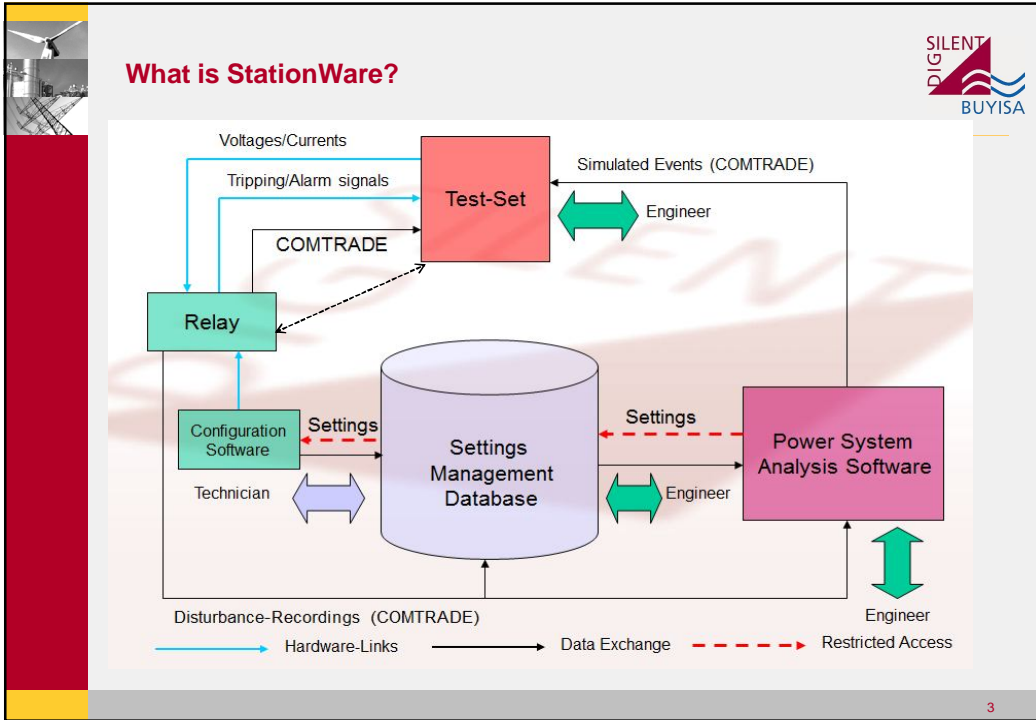 What is StationWare?
DIG
SILENT
BUYISA
Voltages/Currents
Tripping/Alarm signals
COMTRADE
Test-Set
Simulated Events (COMTRADE)
Engineer
Relay
Configuration
Software
Settings
Technician
Settings
Management
Database
Settings
Engineer
Power System
Analysis Software
Engineer
Disturbance-Recordings (COMTRADE)
Hardware-Links
Data Exchange
Restricted Access
DIGSILENT
3